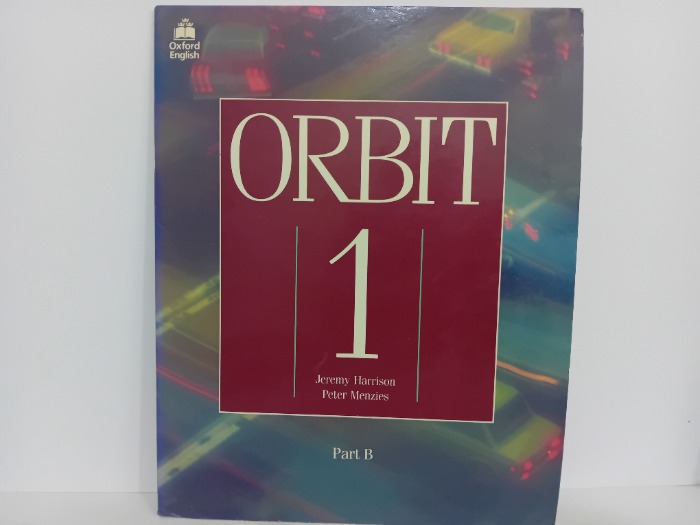 Oxford
English
ORBIT
1
Jeremy Harrison
Peter Menzies
Part B